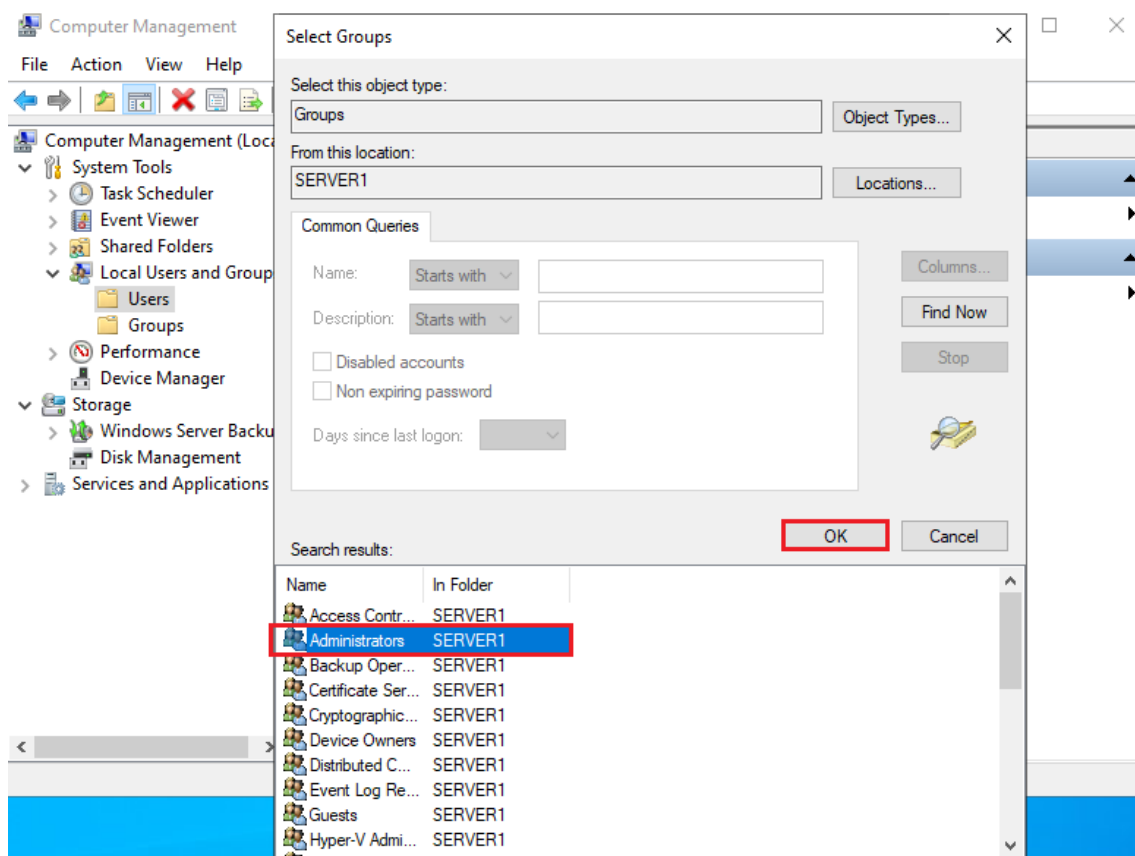 Computer Management
File Action View Help
Computer Management (Loca
System Tools
Task Scheduler
Event Viewer
Shared Folders
Local Users and Group
Users
Groups
Performance
Device Manager
Storage
Windows Server Backu
Disk Management
Services and Applications
Select Groups
Select this object type:
Groups
Object Types...
From this location:
SERVER1
Locations...
Common Queries
Name: Starts with
Description: Starts with
Disabled accounts
Non expiring password
Days since last logon:
Columns...
Find Now
Stop
OK Cancel
Search results:
Name In Folder
Access Contr... SERVER1
Administrators SERVER1
Backup Oper... SERVER1
Certificate Ser... SERVER1
Cryptographic... SERVER1
Device Owners SERVER1
Distributed C... SERVER1
Event Log Re... SERVER1
Guests SERVER1
Hyper-V Admi... SERVER1